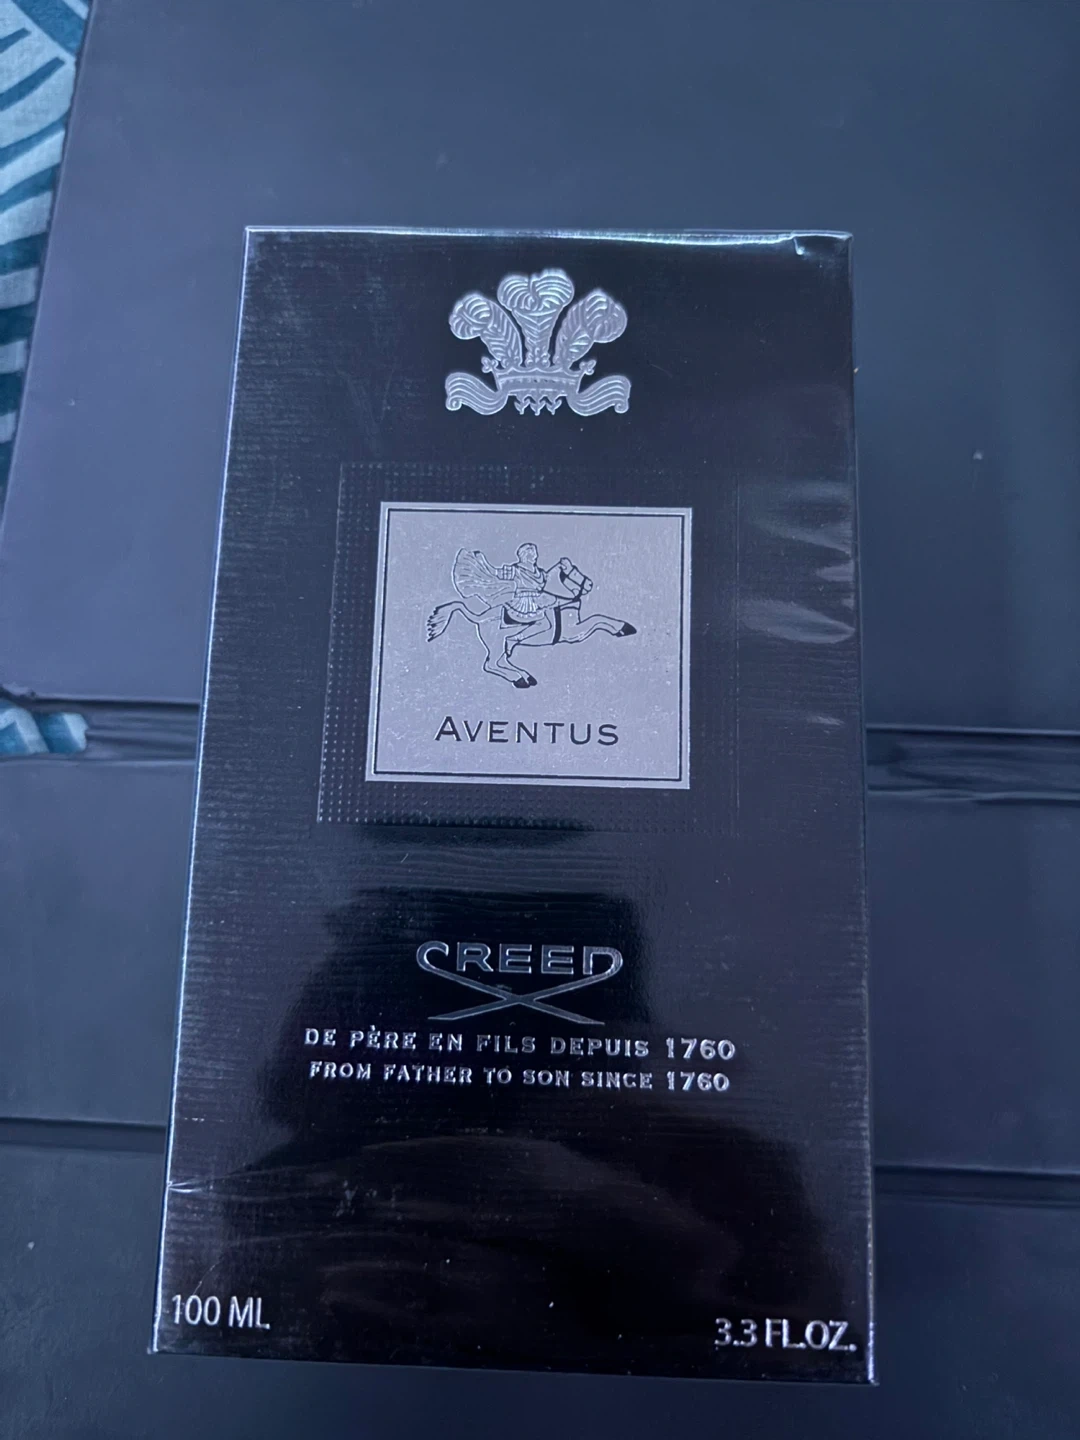 AVENTUS
CREED
DE PÈRE EN FILS DEPUIS 1760
FROM FATHER TO SON SINCE 1760
100 ML
3.3 FL.OZ.